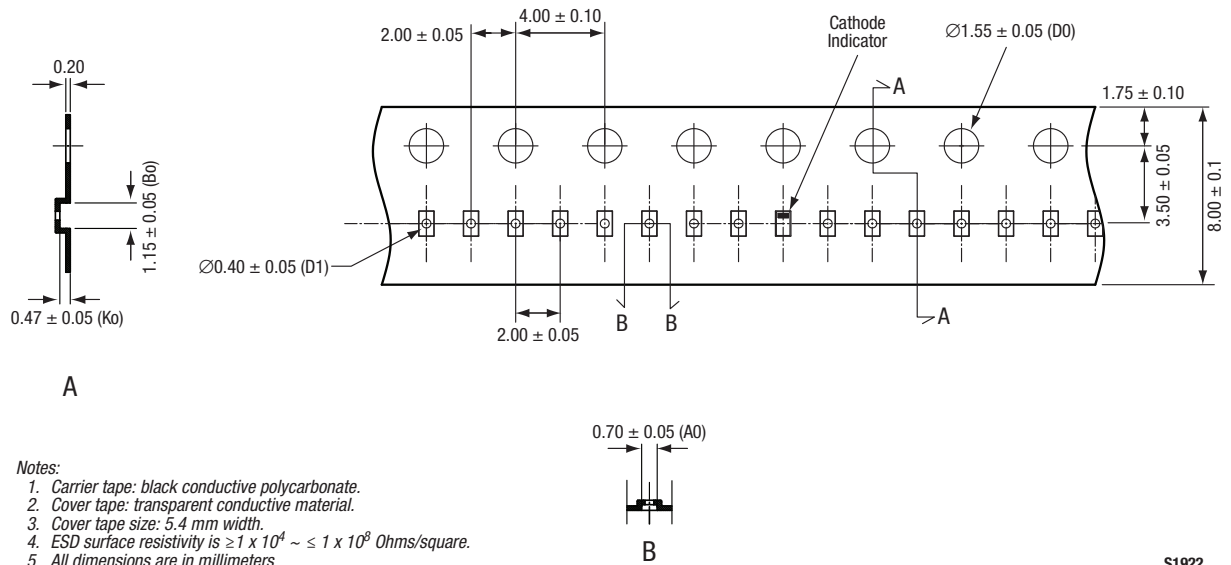 4.00 ± 0.10
2.00 ± 0.05
Cathode
Indicator
∅1.55 ± 0.05 (D0)
0.20
A
1.75 ± 0.10
1.15 ± 0.05 (Bo)
3.50 ± 0.05
8.00 ± 0.1
∅0.40 ± 0.05 (D1)
0.47 ± 0.05 (Ko)
B
B
A
2.00 ± 0.05
A
0.70 ± 0.05 (A0)
Notes:
1. Carrier tape: black conductive polycarbonate.
2. Cover tape: transparent conductive material.
3. Cover tape size: 5.4 mm width.
4. ESD surface resistivity is ≥1 x 10⁴ ~ ≤ 1 x 10⁸ Ohms/square.
5. All dimensions are in millimeters
B
S1922